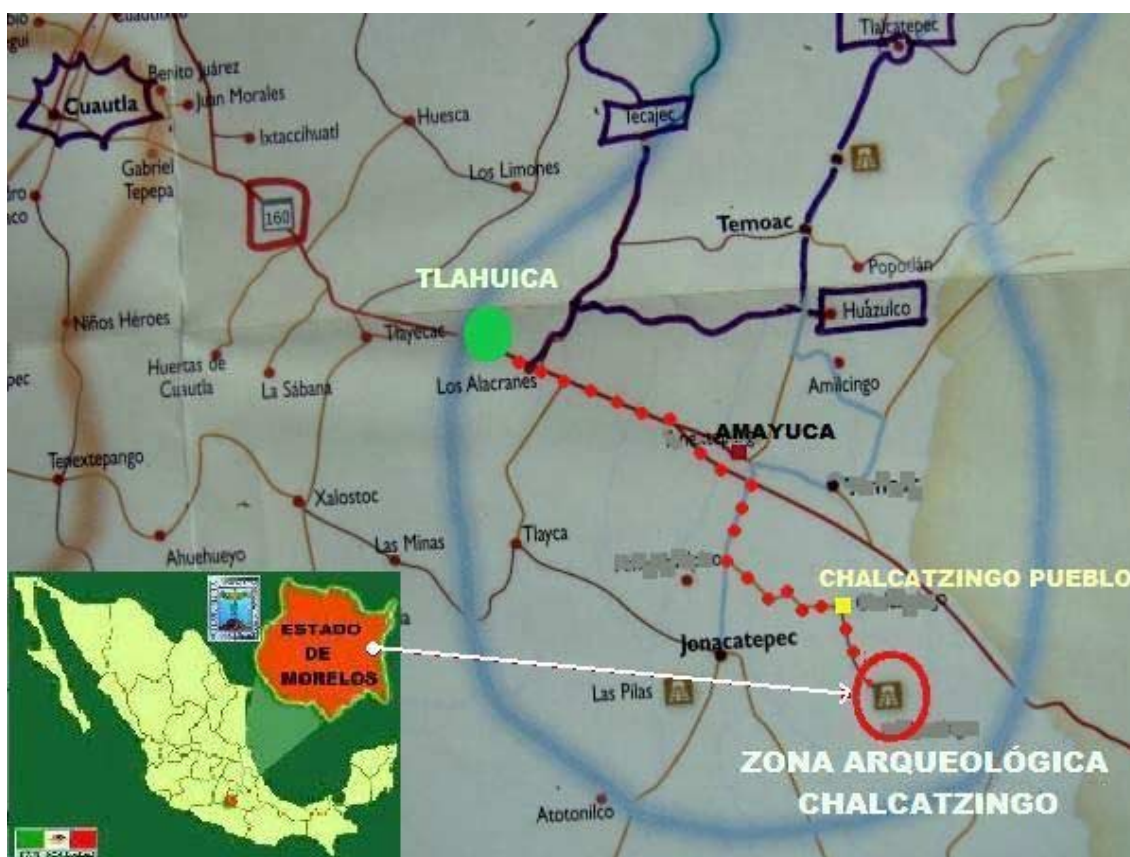 Tlalcatepec
Cuautla
Benito Juárez
Juan Morales
Huesca
Tecajec
Ixtaccihuatl
Gabriel
Tepepa
Los Limones
160
Temoac
Popotlán
TLAHUICA
Huázulco
Niños Héroes
Tlayecac
Huertas de
Cuautla
La Sábana
Los Alacranes
Amilcingo
AMAYUCA
Tenextepango
Xalostoc
Tlayca
Las Minas
Ahuehueyo
CHALCATZINGO PUEBLO
ESTADO
DE
MORELOS
Jonacatepec
Las Pilas
ZONA ARQUEOLÓGICA
CHALCATZINGO
Atotonilco